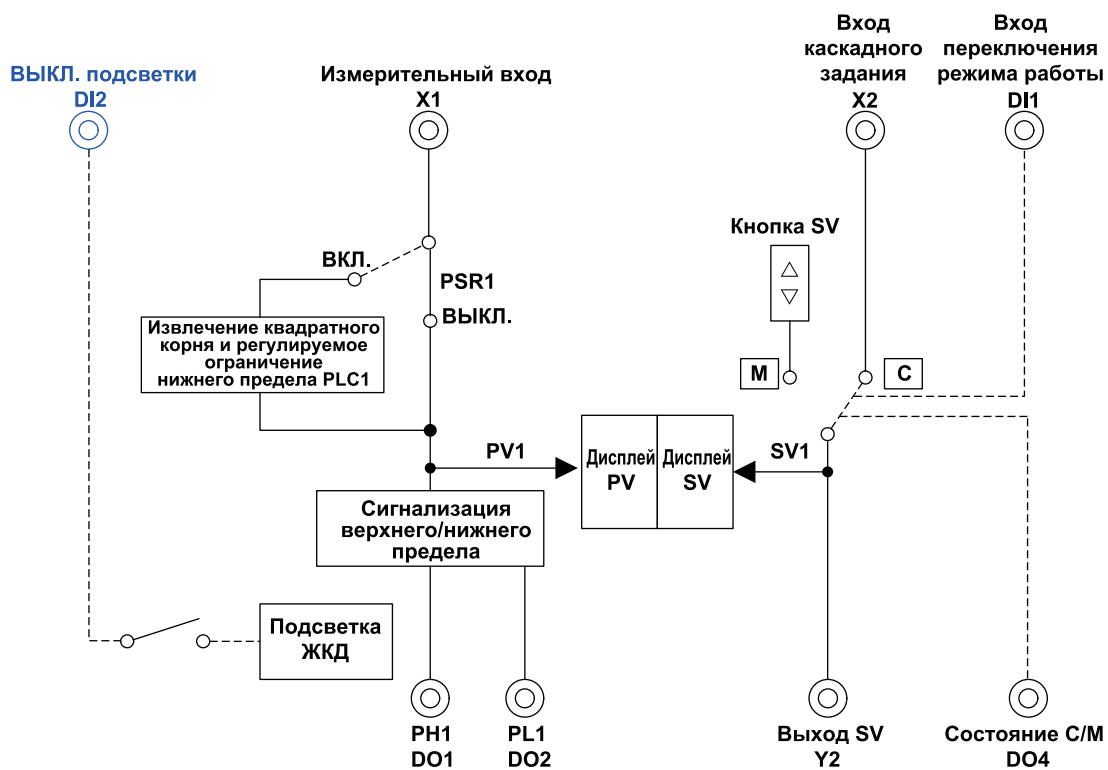 ВЫКЛ. подсветки
DI2
Измерительный вход
X1
Вход
каскадного
задания
X2
Вход
переключения
режима работы
DI1
Кнопка SV
ВКЛ.
PSR1
ВЫКЛ.
Извлечение квадратного
корня и регулируемое
ограничение
нижнего предела PLC1
M
C
PV1
Дисплей
PV
Дисплей
SV
SV1
Сигнализация
верхнего/нижнего
предела
Подсветка
ЖКД
PH1
DO1
PL1
DO2
Выход SV
Y2
Состояние C/M
DO4